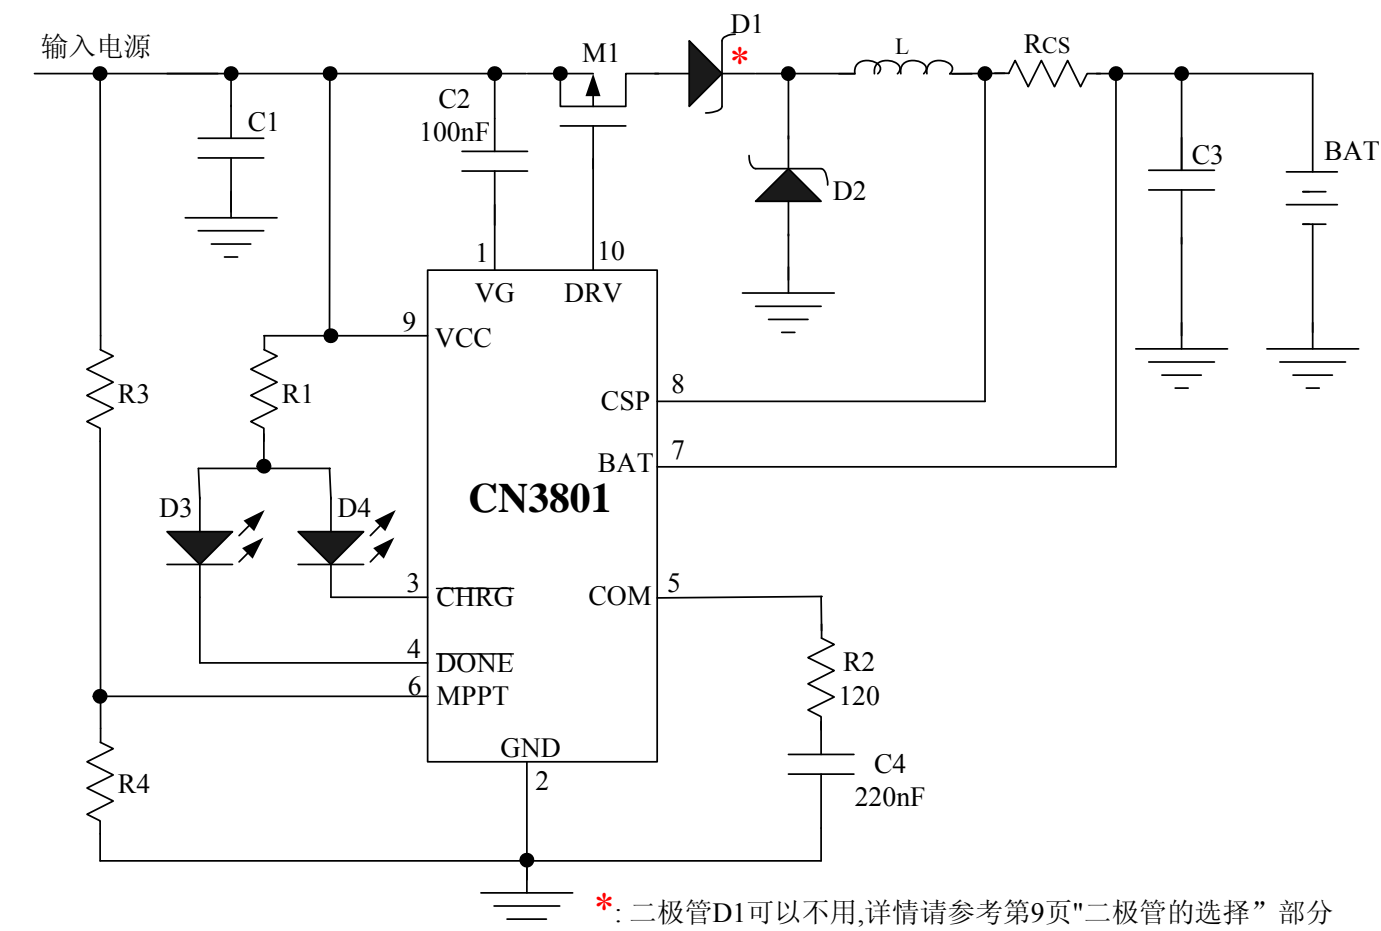 输入电源
M1
D1
*
L
RCS
C1
C2
100nF
D2
C3
BAT
1
10
VG
DRV
9
VCC
R3
R1
8
CSP
7
BAT
CN3801
D3
D4
3
CHRG
COM
5
4
DONE
6
MPPT
R2
120
GND
2
R4
C4
220nF
*: 二极管D1可以不用,详情请参考第9页"二极管的选择”部分